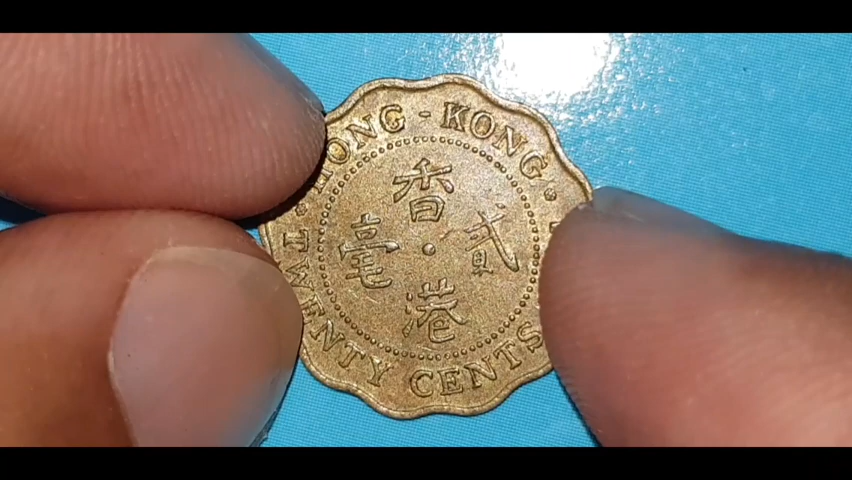 HONG-KONG
香港
貳毫
TWENTY CENTS